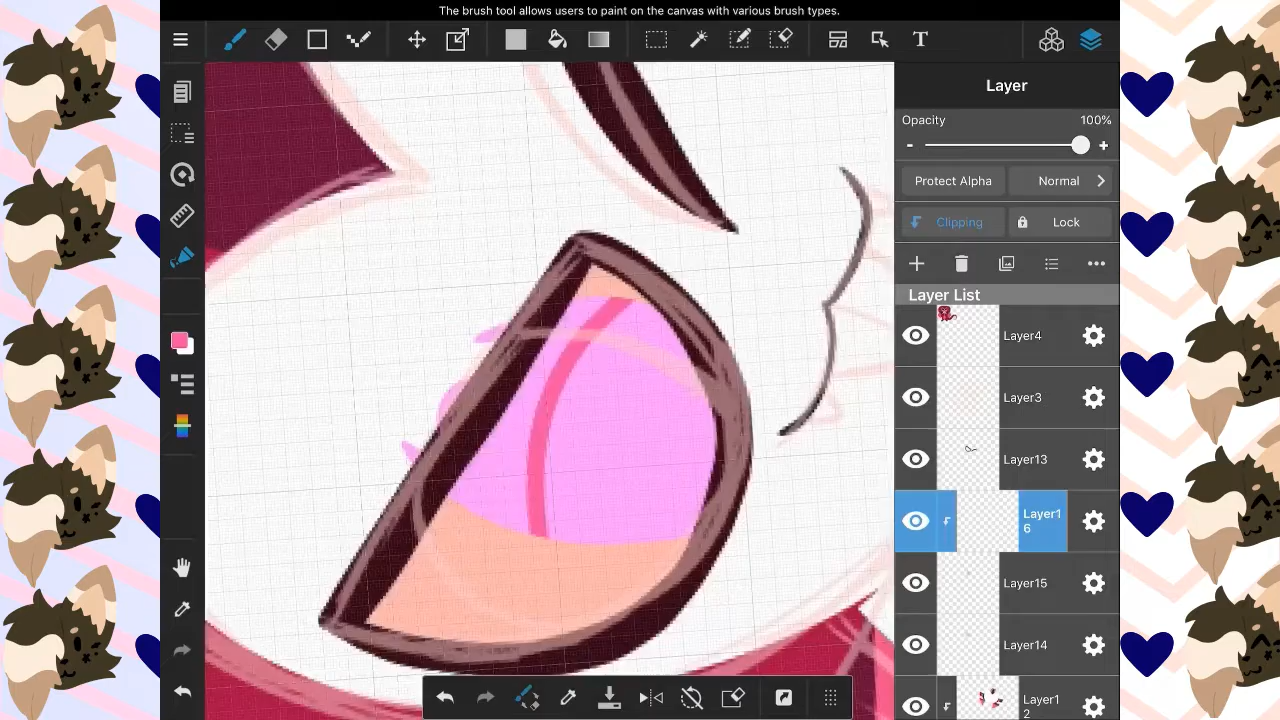 The brush tool allows users to paint on the canvas with various brush types.
Layer
Opacity 100%
- +
Protect Alpha Normal
Clipping Lock
Layer List
Layer4
Layer3
Layer13
Layer1
6
Layer15
Layer14
Layer1
2